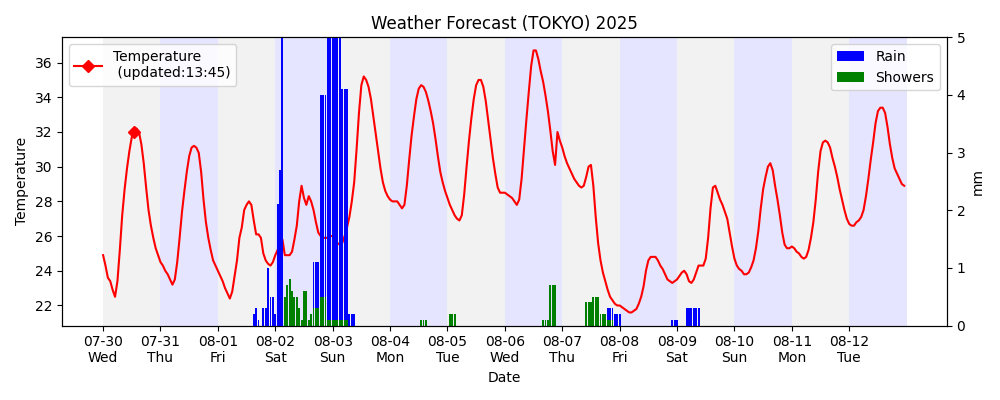 Weather Forecast (TOKYO) 2025
Temperature
(updated:13:45)
Rain
Showers
Temperature
36
34
32
30
28
26
24
22
5
4
3
2
1
0
mm
07-30 07-31 08-01 08-02 08-03 08-04 08-05 08-06 08-07 08-08 08-09 08-10 08-11 08-12
Wed Thu Fri Sat Sun Mon Tue Wed Thu Fri Sat Sun Mon Tue
Date